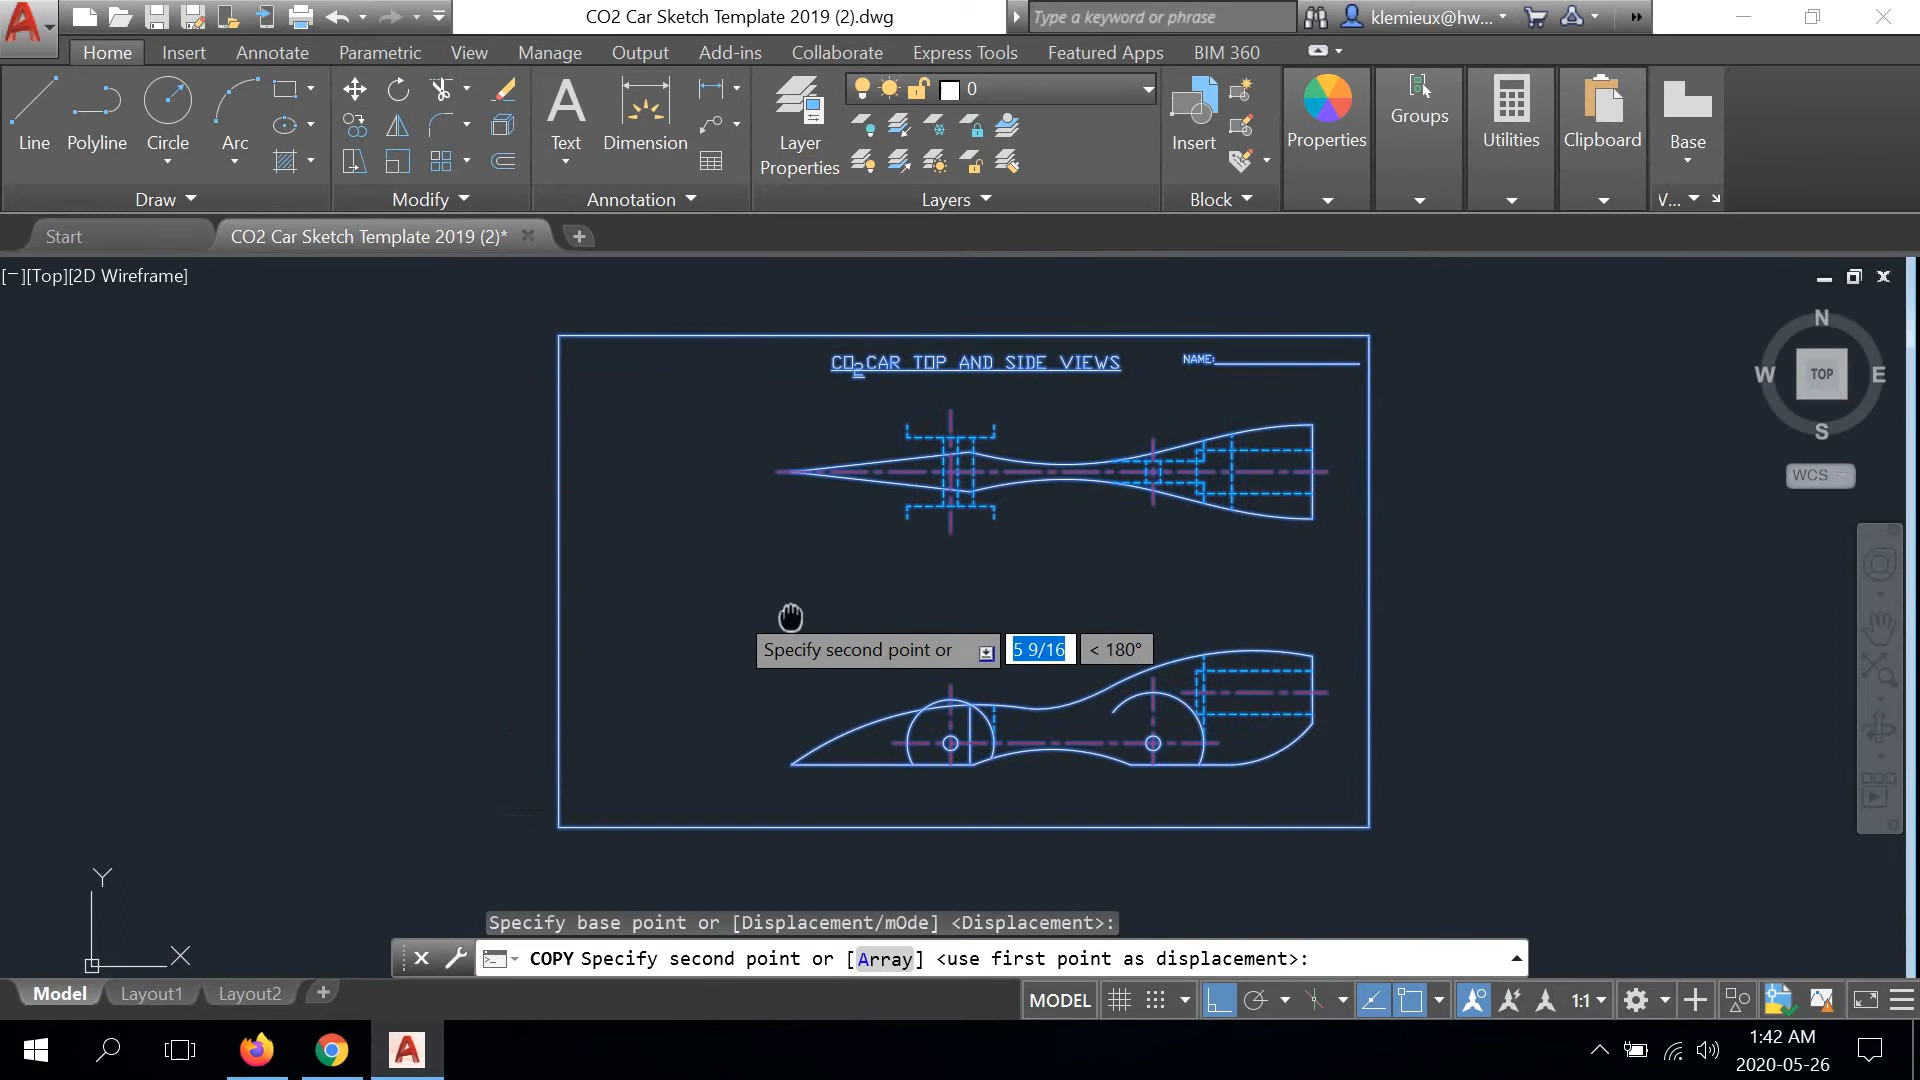 CO2 Car Sketch Template 2019 (2).dwg
Type a keyword or phrase
klemieux@hw...
Home Insert Annotate Parametric View Manage Output Add-ins Collaborate Express Tools Featured Apps BIM 360
0
Line Polyline Circle Arc
Text Dimension
Layer
Properties
Insert
Properties
Groups
Utilities
Clipboard
Base
Draw Modify Annotation Layers Block V...
Start
CO2 Car Sketch Template 2019 (2)*
[−][Top][2D Wireframe]
N
W TOP E
S
WCS
CO2 CAR TOP AND SIDE VIEWS
NAME:
Specify second point or 5 9/16 < 180°
Y
X
Specify base point or [Displacement/mOde] <Displacement>:
COPY Specify second point or [Array] <use first point as displacement>:
Model Layout1 Layout2
MODEL
1:1
1:42 AM
2020-05-26